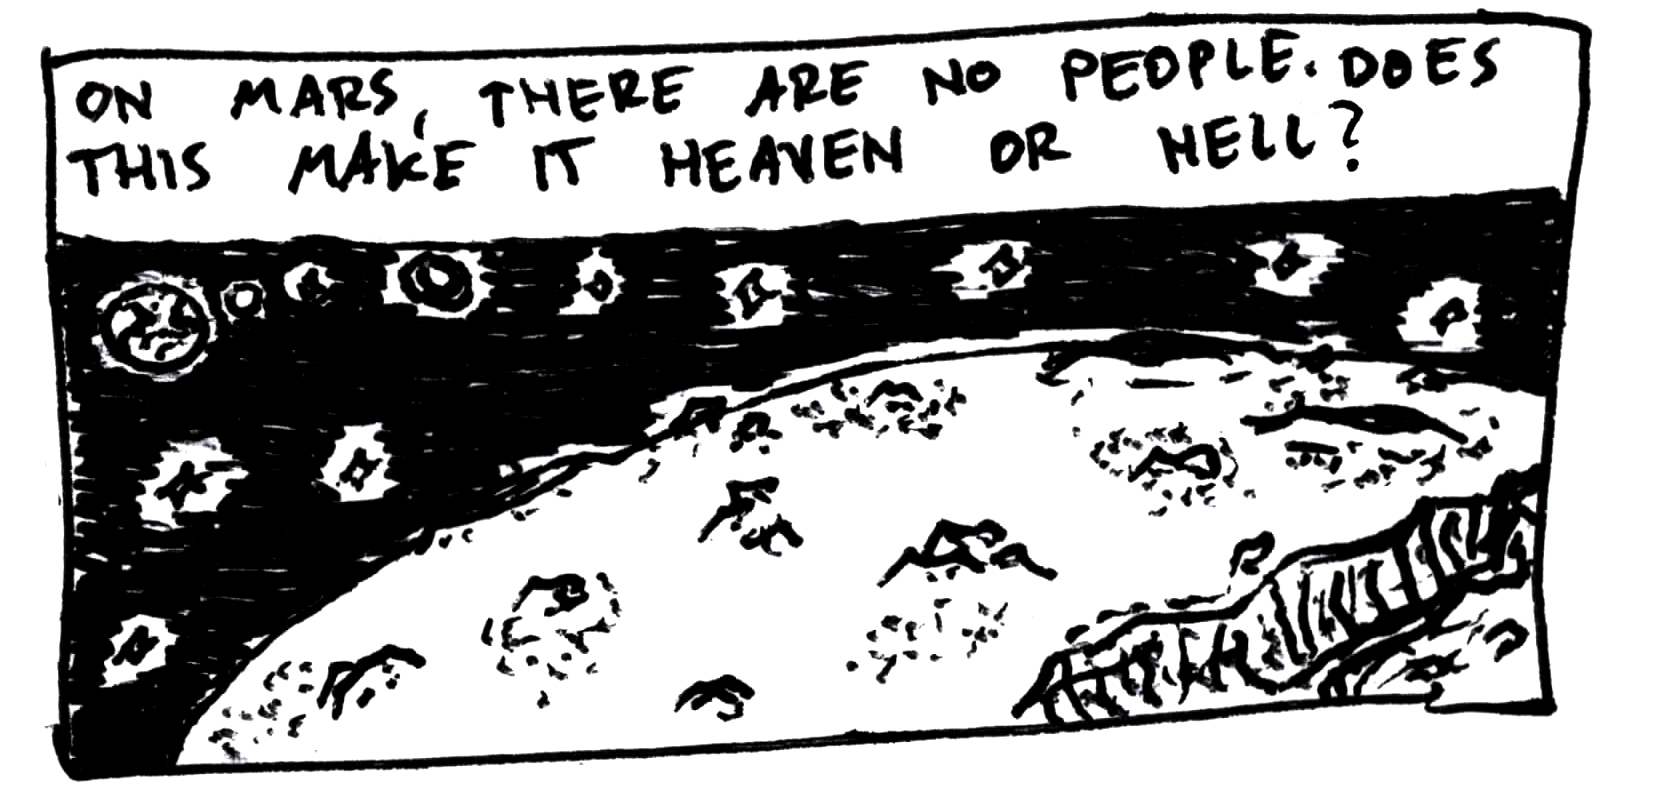 ON MARS, THERE ARE NO PEOPLE. DOES
THIS MAKE IT HEAVEN OR HELL?